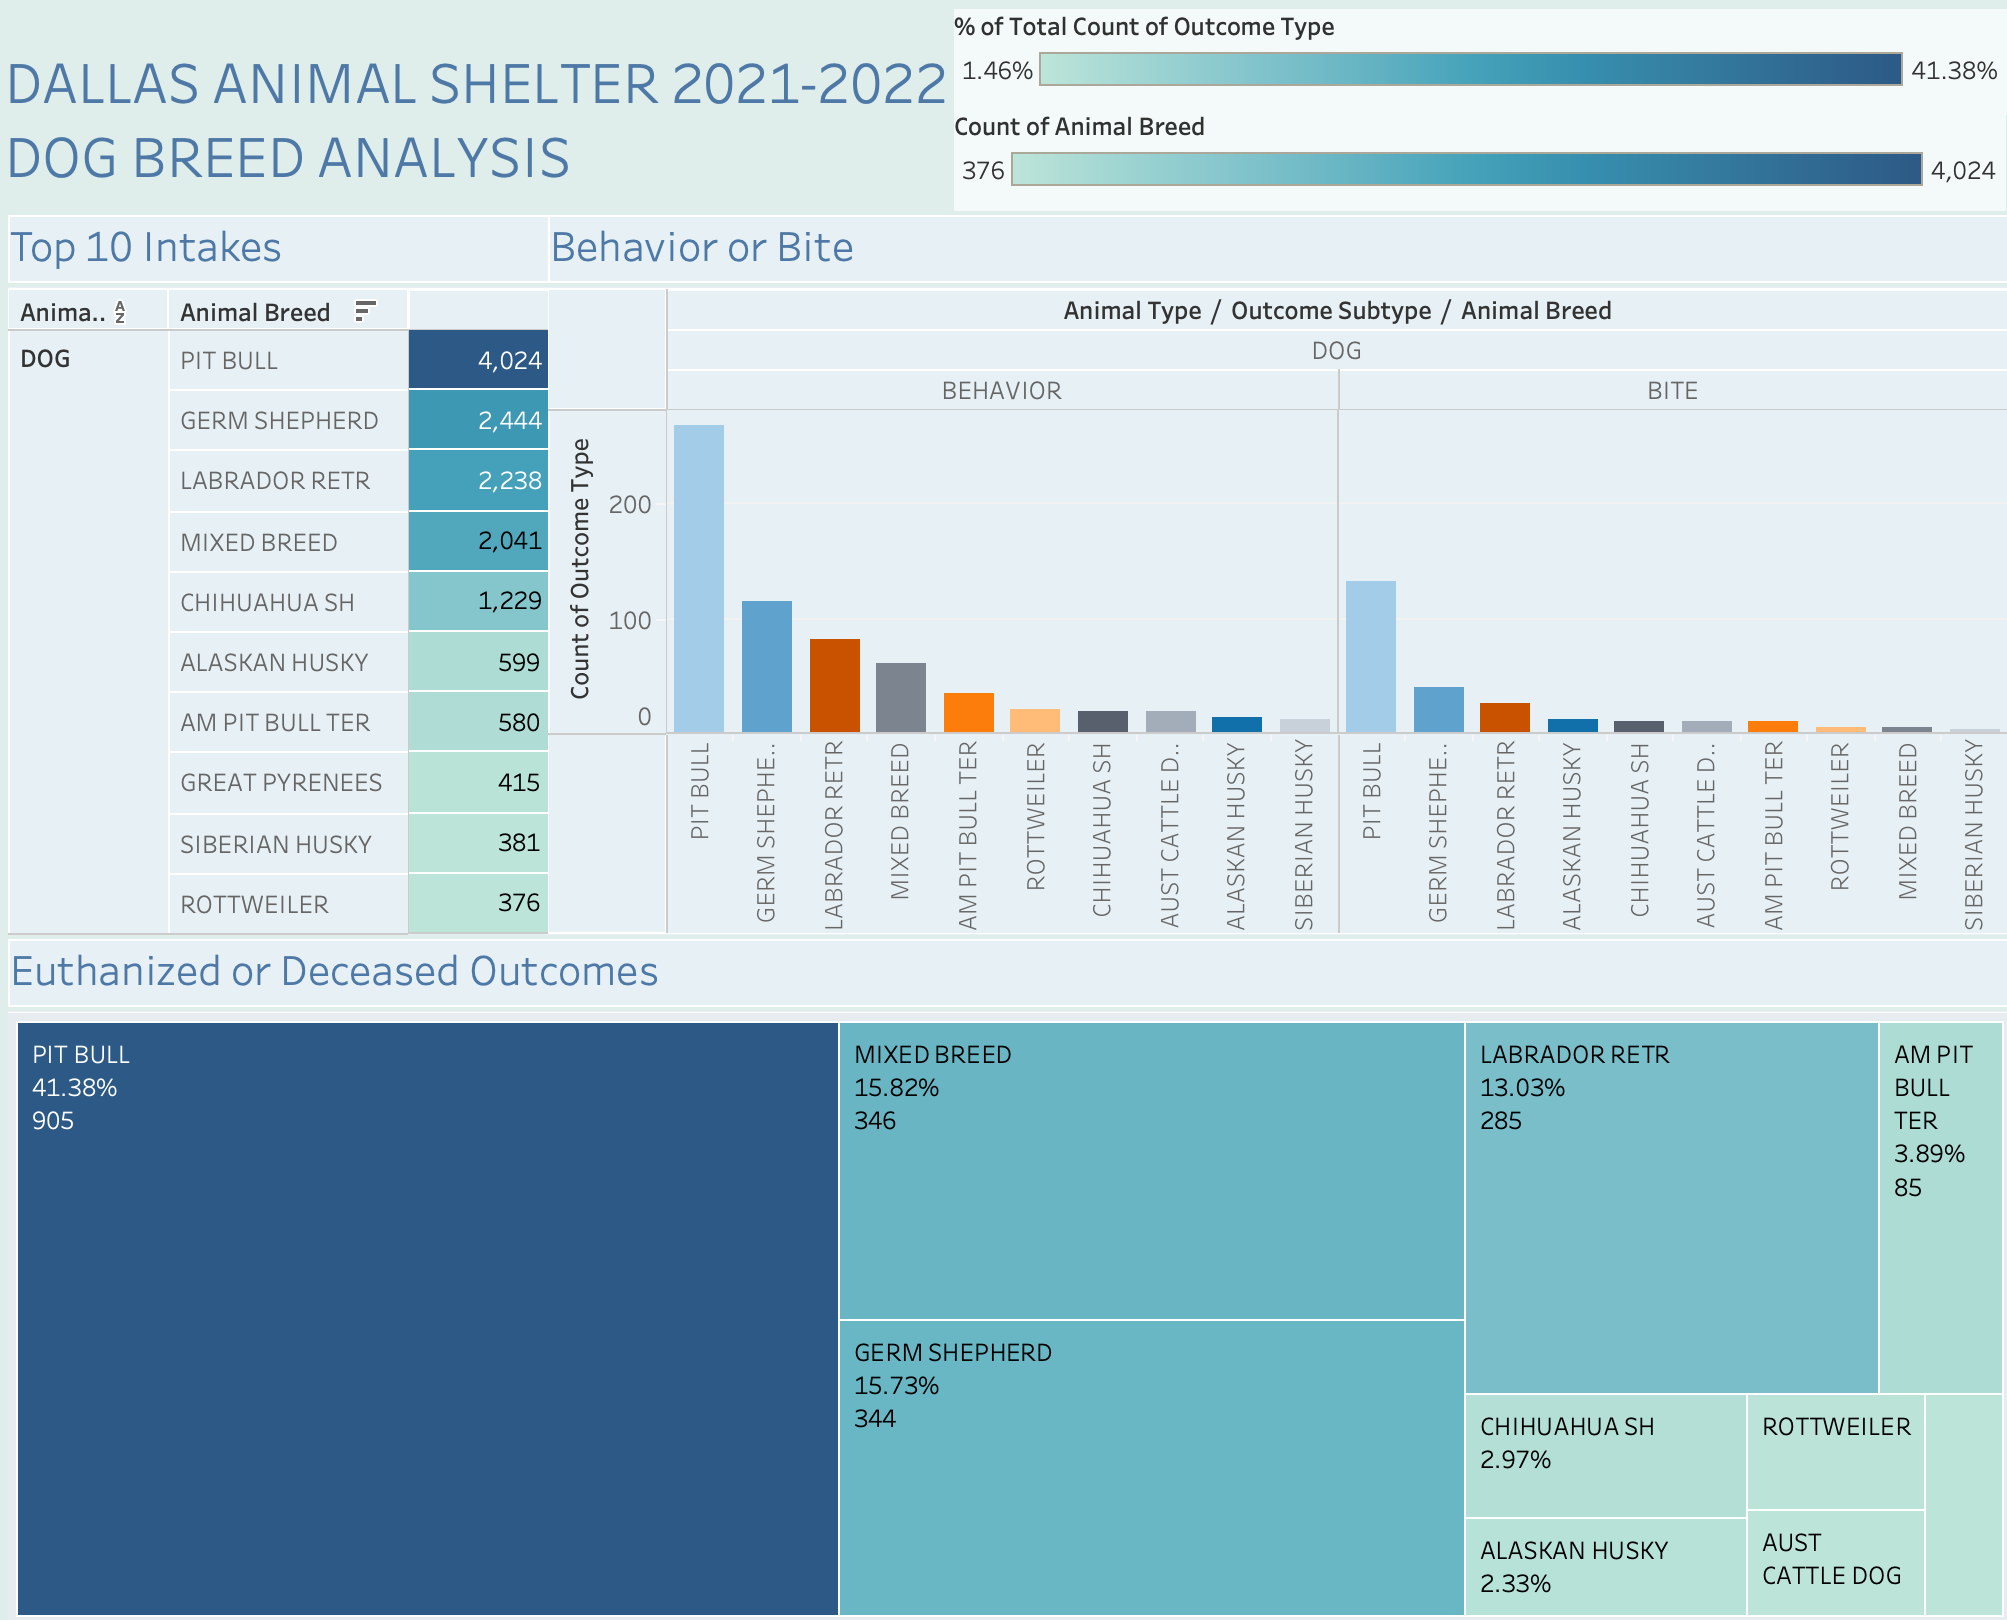 DALLAS ANIMAL SHELTER 2021-2022
DOG BREED ANALYSIS
% of Total Count of Outcome Type
1.46% 41.38%
Count of Animal Breed
376 4,024
Top 10 Intakes
Anima.. AZ Animal Breed
DOG PIT BULL 4,024
GERM SHEPHERD 2,444
LABRADOR RETR 2,238
MIXED BREED 2,041
CHIHUAHUA SH 1,229
ALASKAN HUSKY 599
AM PIT BULL TER 580
GREAT PYRENEES 415
SIBERIAN HUSKY 381
ROTTWEILER 376
Behavior or Bite
Animal Type / Outcome Subtype / Animal Breed
DOG
BEHAVIOR BITE
Count of Outcome Type
200
100
0
PIT BULL
GERM SHEPHE..
LABRADOR RETR
MIXED BREED
AM PIT BULL TER
ROTTWEILER
CHIHUAHUA SH
AUST CATTLE D..
ALASKAN HUSKY
SIBERIAN HUSKY
PIT BULL
GERM SHEPHE..
LABRADOR RETR
ALASKAN HUSKY
CHIHUAHUA SH
AUST CATTLE D..
AM PIT BULL TER
ROTTWEILER
MIXED BREED
SIBERIAN HUSKY
Euthanized or Deceased Outcomes
PIT BULL
41.38%
905
MIXED BREED
15.82%
346
GERM SHEPHERD
15.73%
344
LABRADOR RETR
13.03%
285
AM PIT
BULL
TER
3.89%
85
CHIHUAHUA SH
2.97%
ALASKAN HUSKY
2.33%
ROTTWEILER
AUST
CATTLE DOG